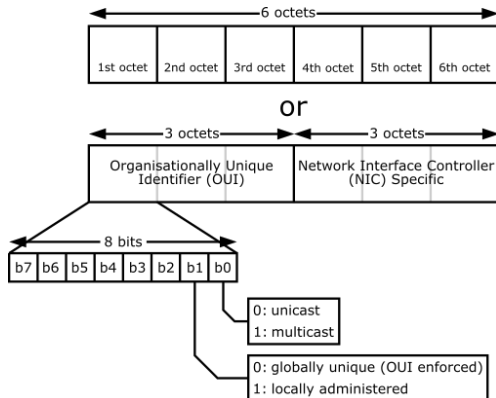 6 octets
1st octet 2nd octet 3rd octet 4th octet 5th octet 6th octet
or
3 octets 3 octets
Organisationally Unique Identifier (OUI)
Network Interface Controller (NIC) Specific
8 bits
b7 b6 b5 b4 b3 b2 b1 b0
0: unicast
1: multicast
0: globally unique (OUI enforced)
1: locally administered